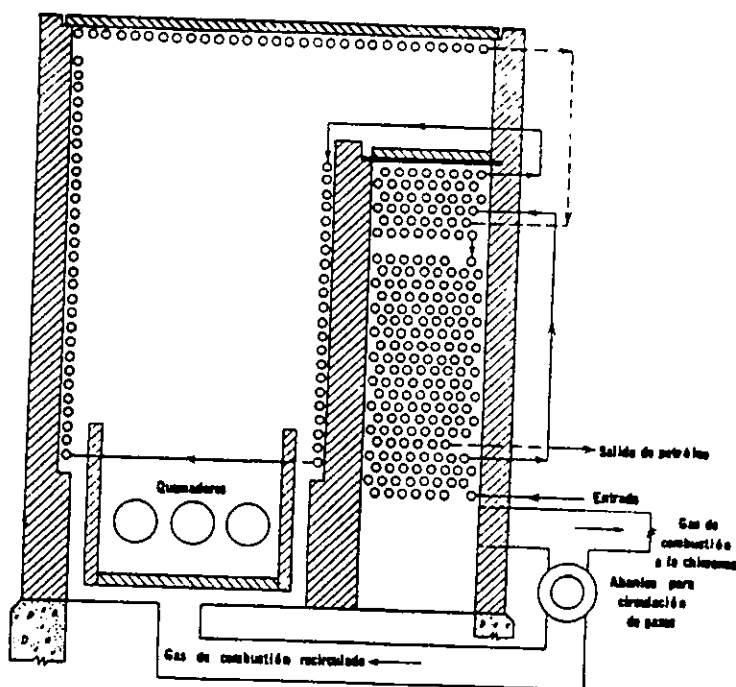 Quemadores
Salida de petróleo
Entrada
Gas de
combustión
a la chimenea
Abanico para
circulación
de gases
Gas de combustión recirculado